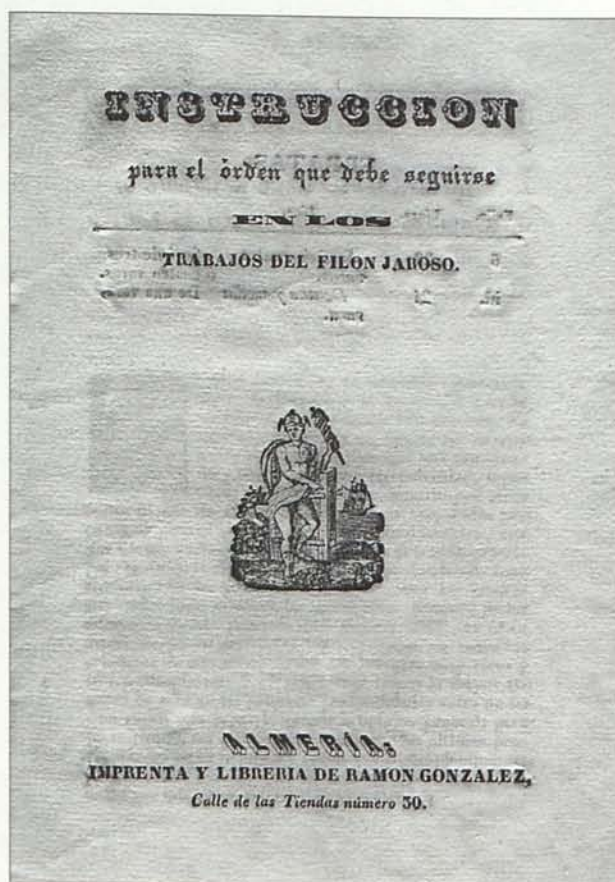 INSTRUCCION
para el órden que debe seguirse
EN LOS
TRABAJOS DEL FILON JAROSO.
ALMERÍA:
IMPRENTA Y LIBRERIA DE RAMON GONZALEZ,
Calle de las Tiendas número 30.